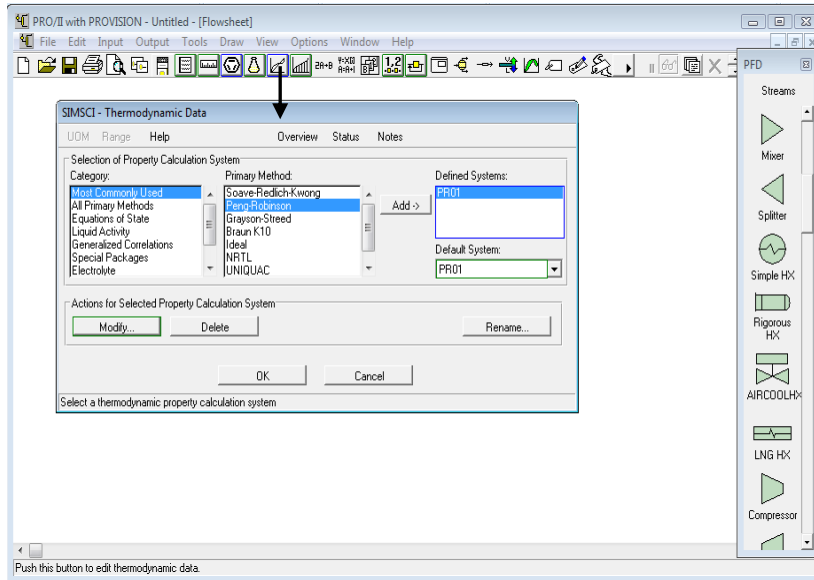 PRO/II with PROVISION - Untitled - [Flowsheet]
File Edit Input Output Tools Draw View Options Window Help
PFD
Streams
Mixer
Splitter
Simple HX
Rigorous
HX
AIRCOOLHX
LNG HX
Compressor
SIMSCI - Thermodynamic Data
UOM Range Help Overview Status Notes
Selection of Property Calculation System
Category: Primary Method: Defined Systems:
Most Commonly Used
All Primary Methods
Equations of State
Liquid Activity
Generalized Correlations
Special Packages
Electrolyte
Soave-Redlich-Kwong
Peng-Robinson
Grayson-Streed
Braun K10
Ideal
NRTL
UNIQUAC
Add ->
PR01
Default System:
PR01
Actions for Selected Property Calculation System
Modify... Delete Rename...
OK Cancel
Select a thermodynamic property calculation system
Push this button to edit thermodynamic data.